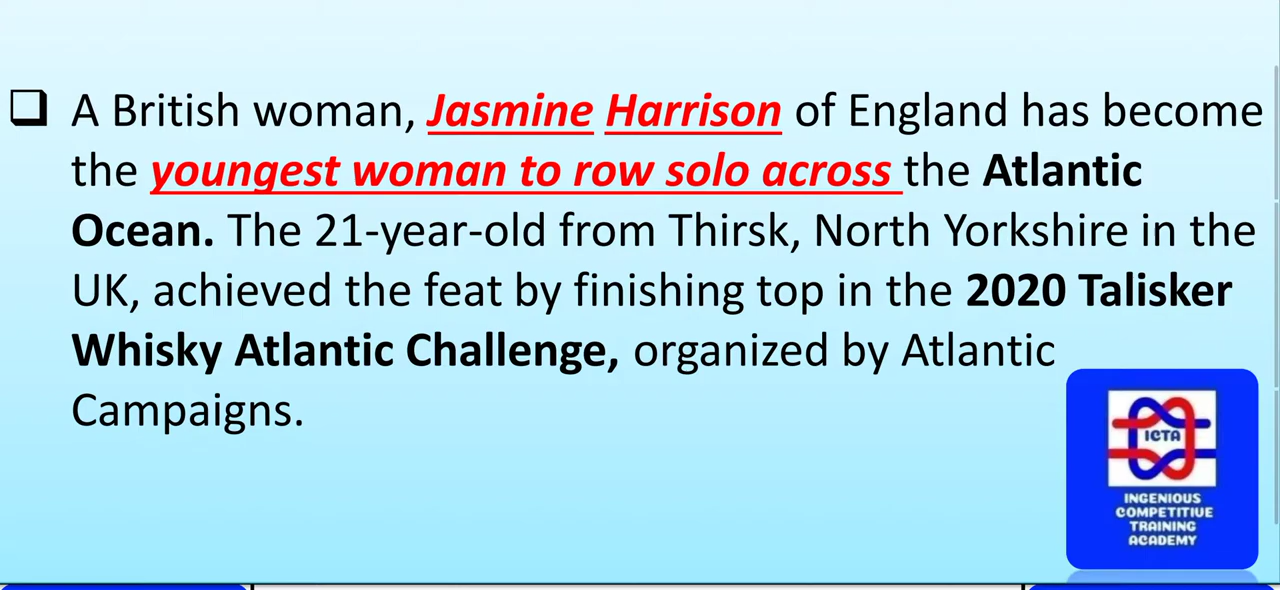 ❑ A British woman, Jasmine Harrison of England has become
the youngest woman to row solo across the Atlantic
Ocean. The 21-year-old from Thirsk, North Yorkshire in the
UK, achieved the feat by finishing top in the 2020 Talisker
Whisky Atlantic Challenge, organized by Atlantic
Campaigns.
ICTA
INGENIOUS
COMPETITIVE
TRAINING
ACADEMY